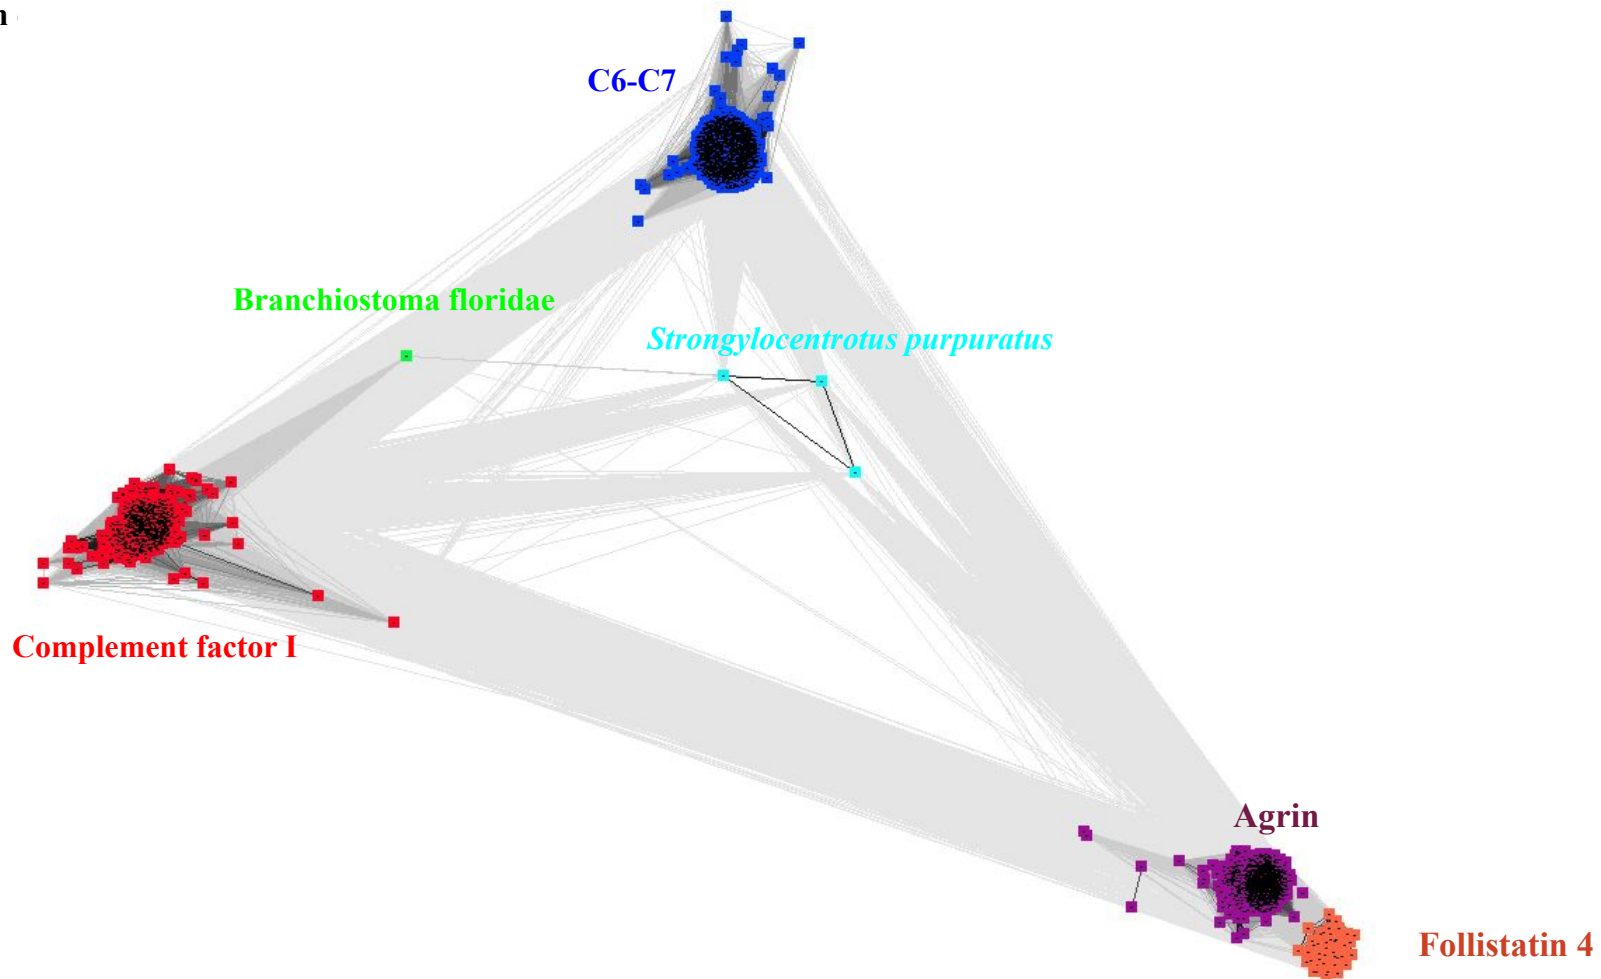 C6-C7
Branchiostoma floridae
Strongylocentrotus purpuratus
Complement factor I
Agrin
Follistatin 4